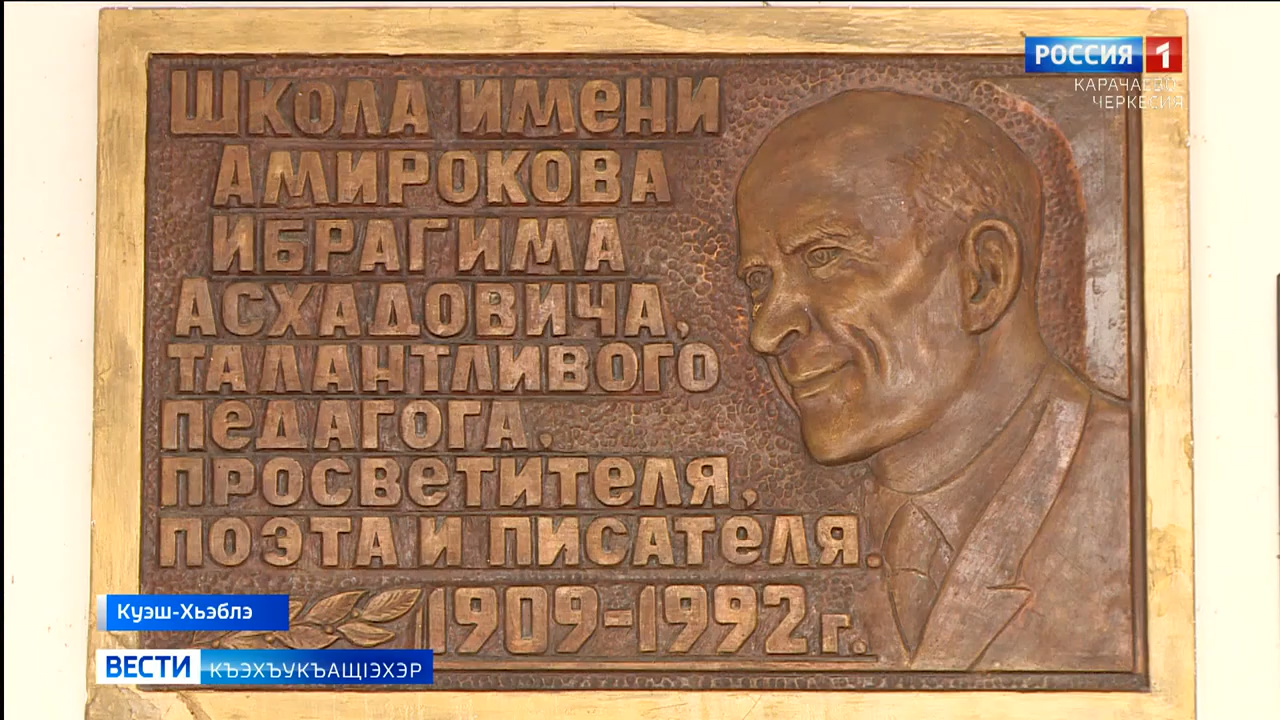 РОССИЯ 1
КАРАЧАЕВО-
ЧЕРКЕСИЯ
ШКОЛА ИМЕНИ
АМИРОКОВА
ИБРАГИМА
АСХАДОВИЧА,
ТАЛАНТЛИВОГО
ПЕДАГОГА,
ПРОСВЕТИТЕЛЯ,
ПОЭТА И ПИСАТЕЛЯ.
1909-1992 г.
Куэш-Хьэблэ
ВЕСТИ КЪЭХЪУКЪАЩIЭХЭР